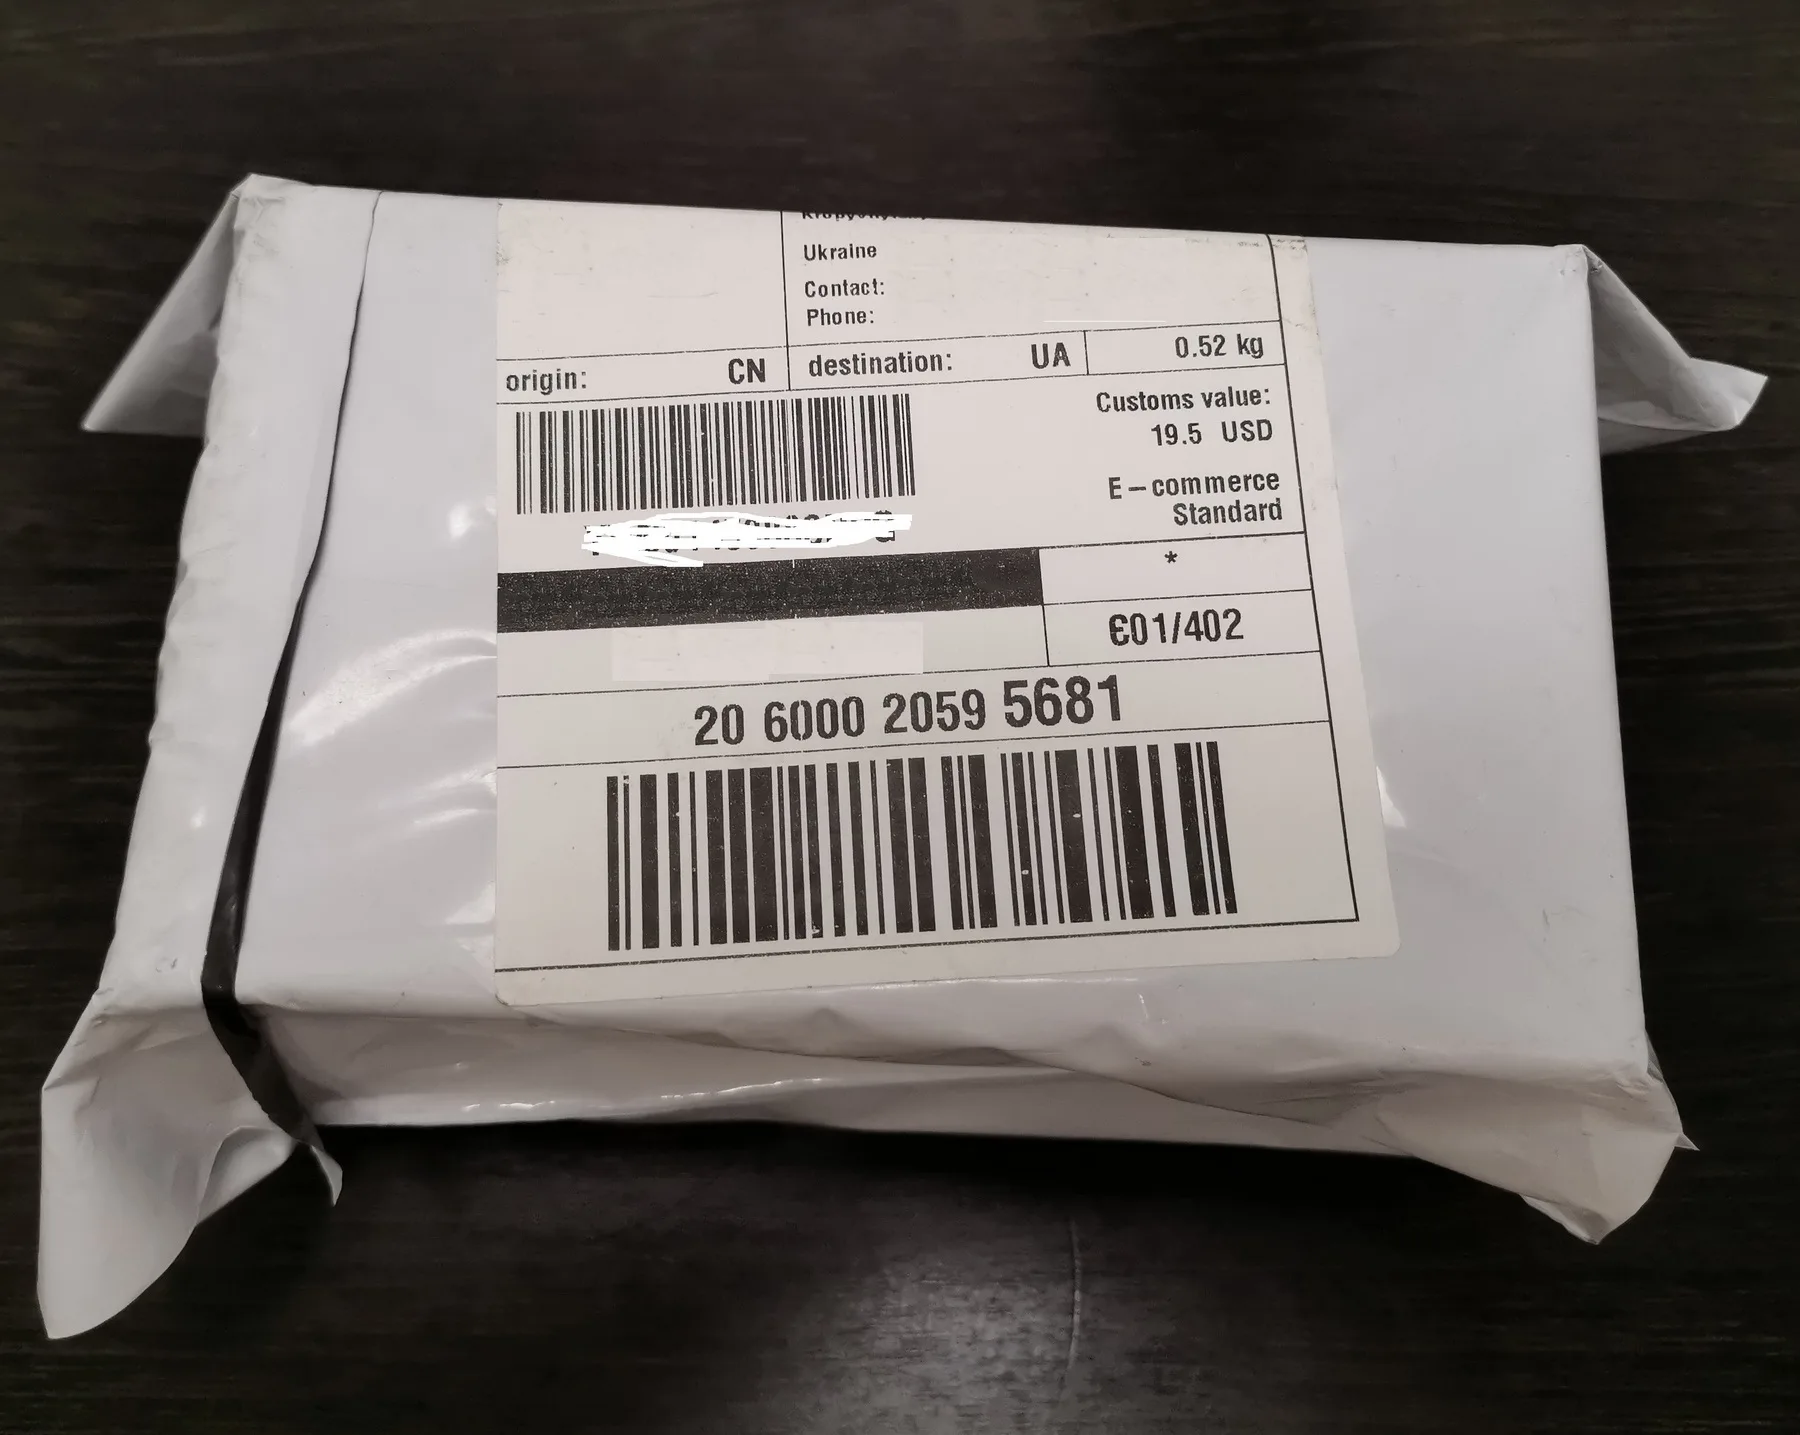 Ukraine
Contact:
Phone:
origin: CN destination: UA 0.52 kg
Customs value:
19.5 USD
E-commerce
Standard
*
Є01/402
20 6000 2059 5681